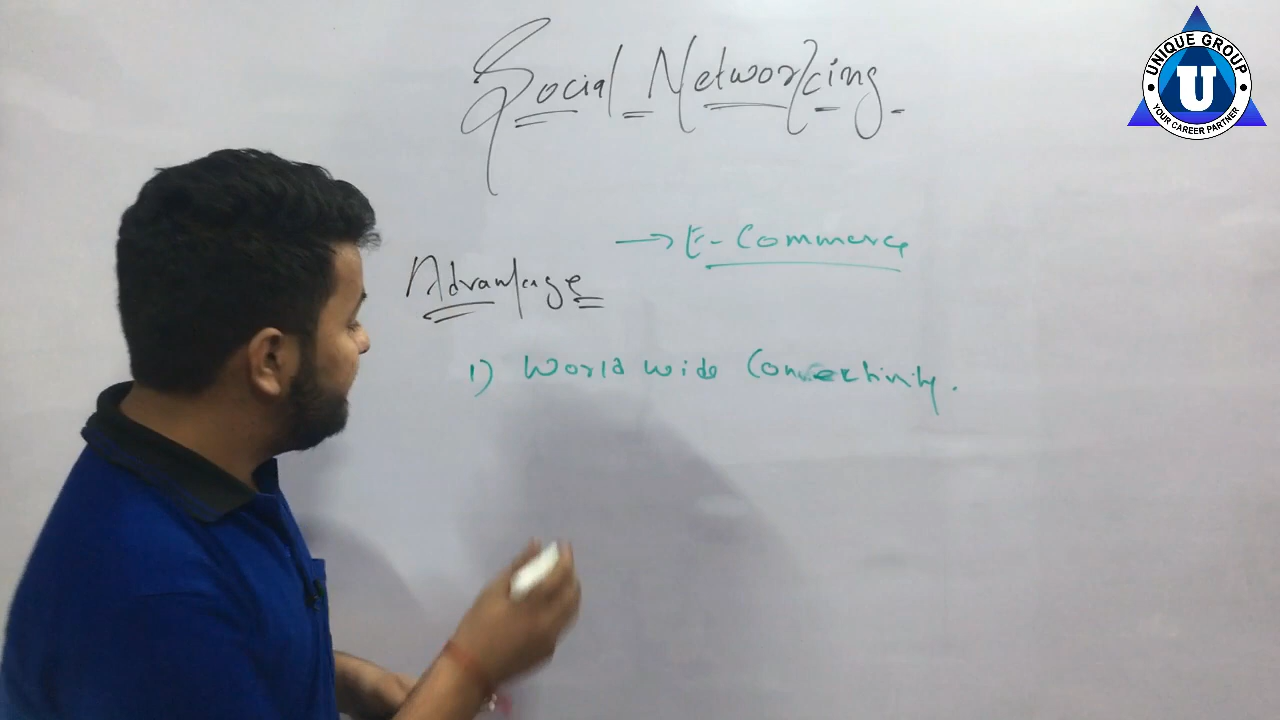 Social Networking.
UNIQUE GROUP
U
YOUR CAREER PARTNER
→ E-Commerce
Advantage
1) World wide Connectivity.